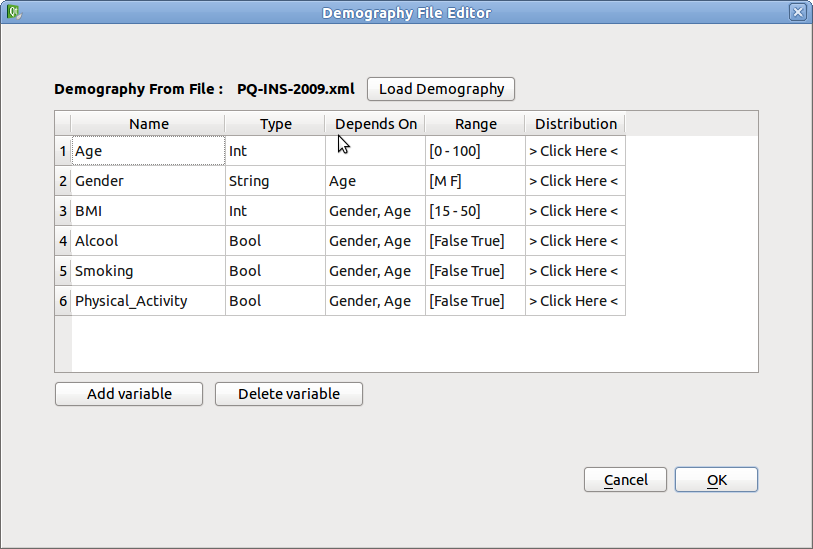 Demography File Editor
Demography From File : PQ-INS-2009.xml Load Demography
Name Type Depends On Range Distribution
1 Age Int [0 - 100] > Click Here <
2 Gender String Age [M F] > Click Here <
3 BMI Int Gender, Age [15 - 50] > Click Here <
4 Alcool Bool Gender, Age [False True] > Click Here <
5 Smoking Bool Gender, Age [False True] > Click Here <
6 Physical_Activity Bool Gender, Age [False True] > Click Here <
Add variable Delete variable
Cancel OK